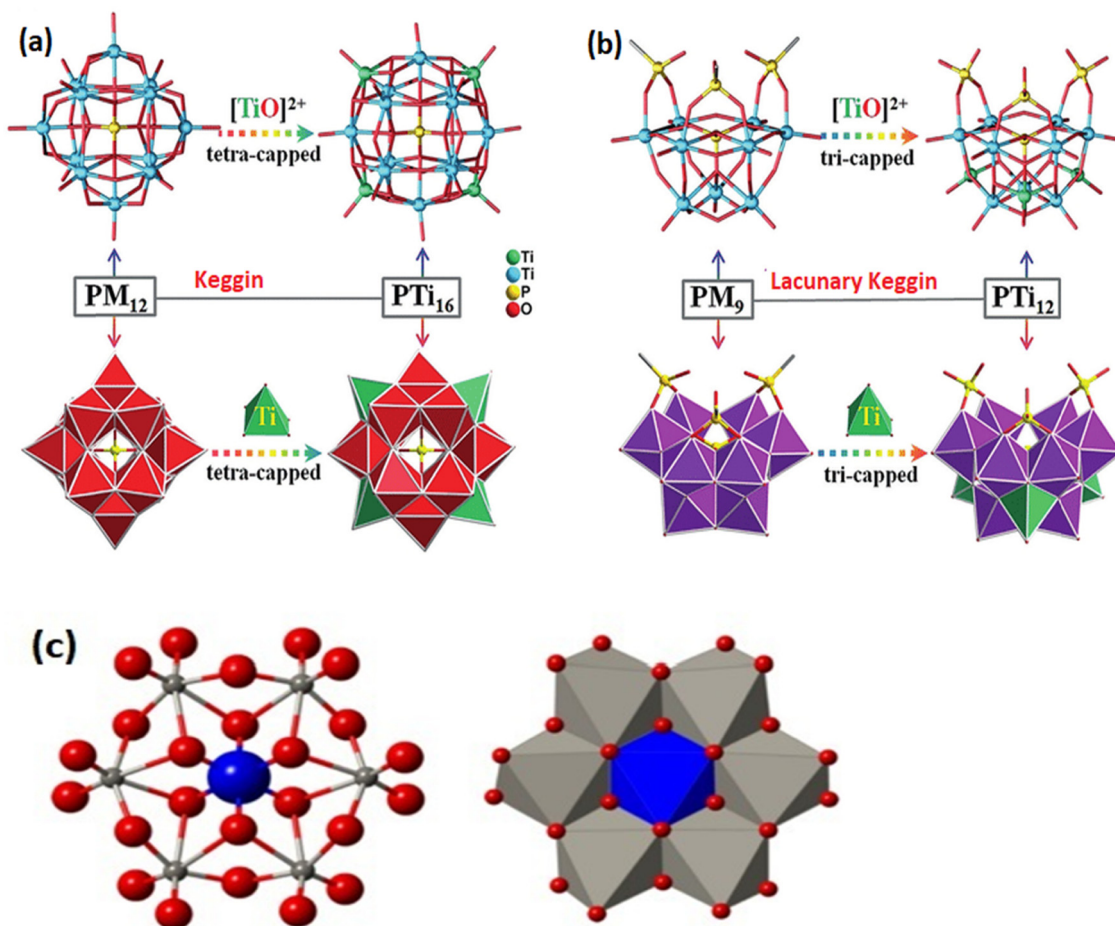 (a)
[TiO]²⁺
tetra-capped
PM₁₂
Keggin
PTi₁₆
Ti
Ti
P
O
Ti
tetra-capped
(b)
[TiO]²⁺
tri-capped
PM₉
Lacunary Keggin
PTi₁₂
Ti
tri-capped
(c)